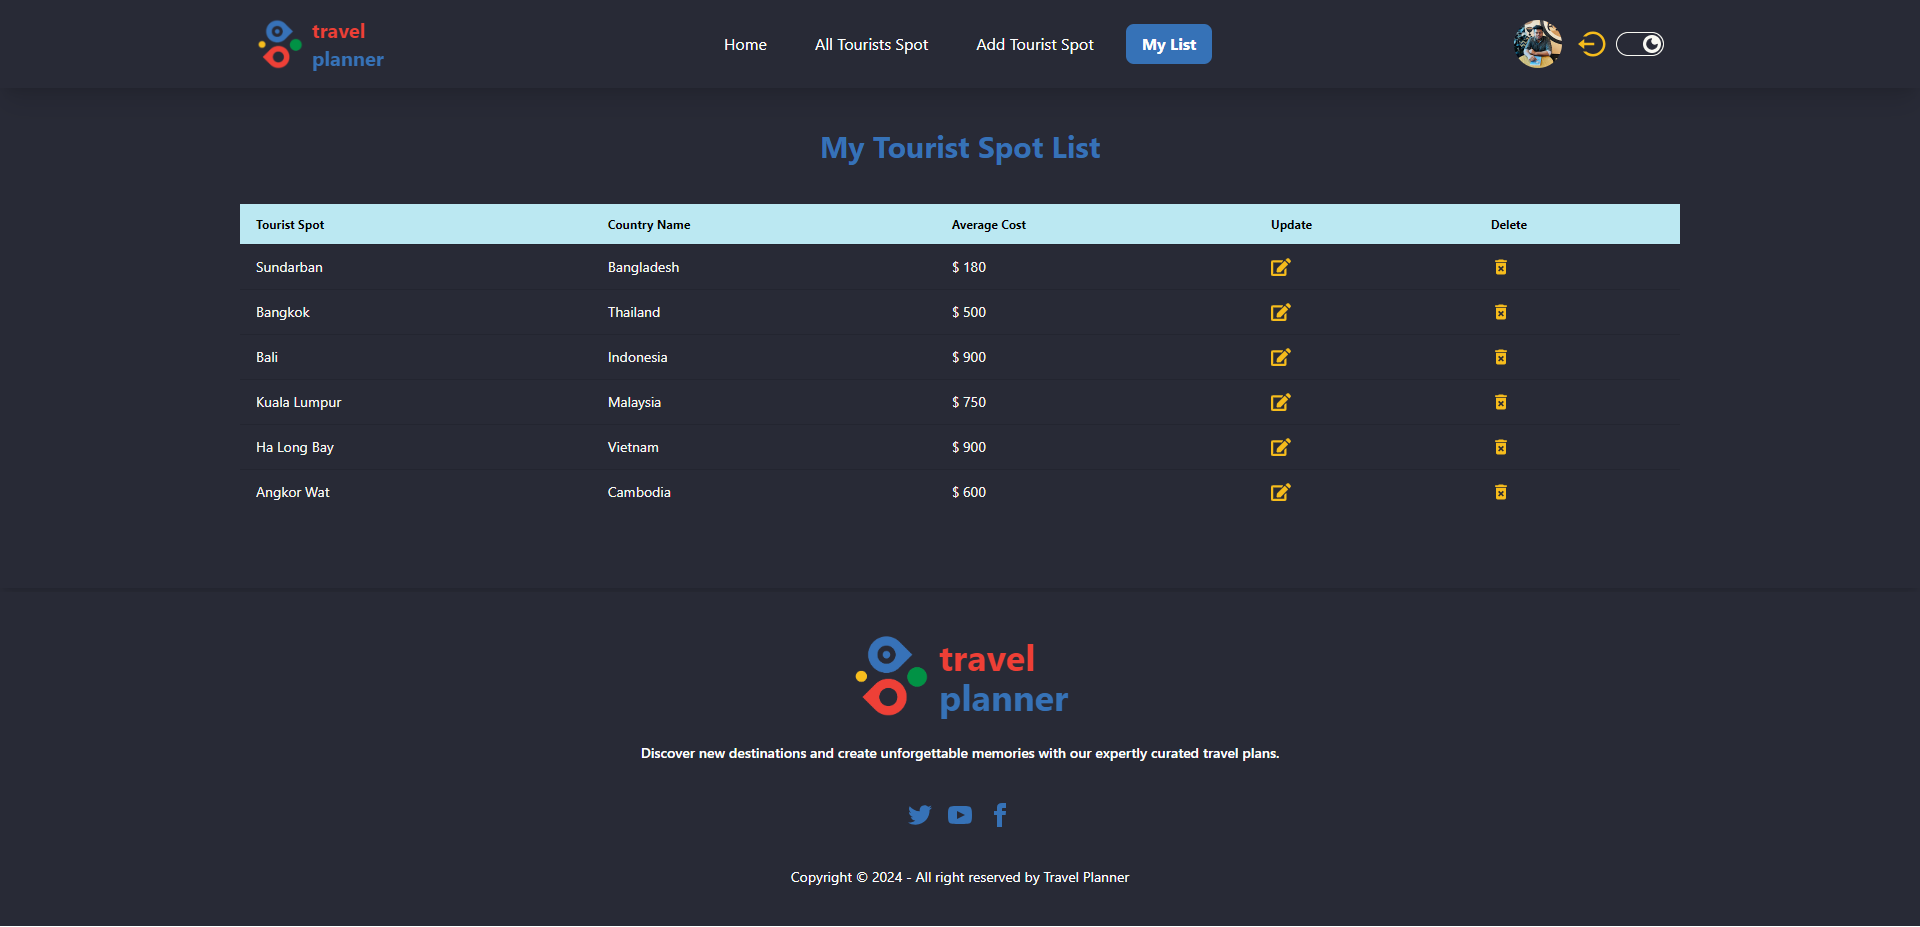 travel
planner
Home All Tourists Spot Add Tourist Spot My List
My Tourist Spot List
Tourist Spot Country Name Average Cost Update Delete
Sundarban Bangladesh $ 180
Bangkok Thailand $ 500
Bali Indonesia $ 900
Kuala Lumpur Malaysia $ 750
Ha Long Bay Vietnam $ 900
Angkor Wat Cambodia $ 600
travel
planner
Discover new destinations and create unforgettable memories with our expertly curated travel plans.
Copyright © 2024 - All right reserved by Travel Planner